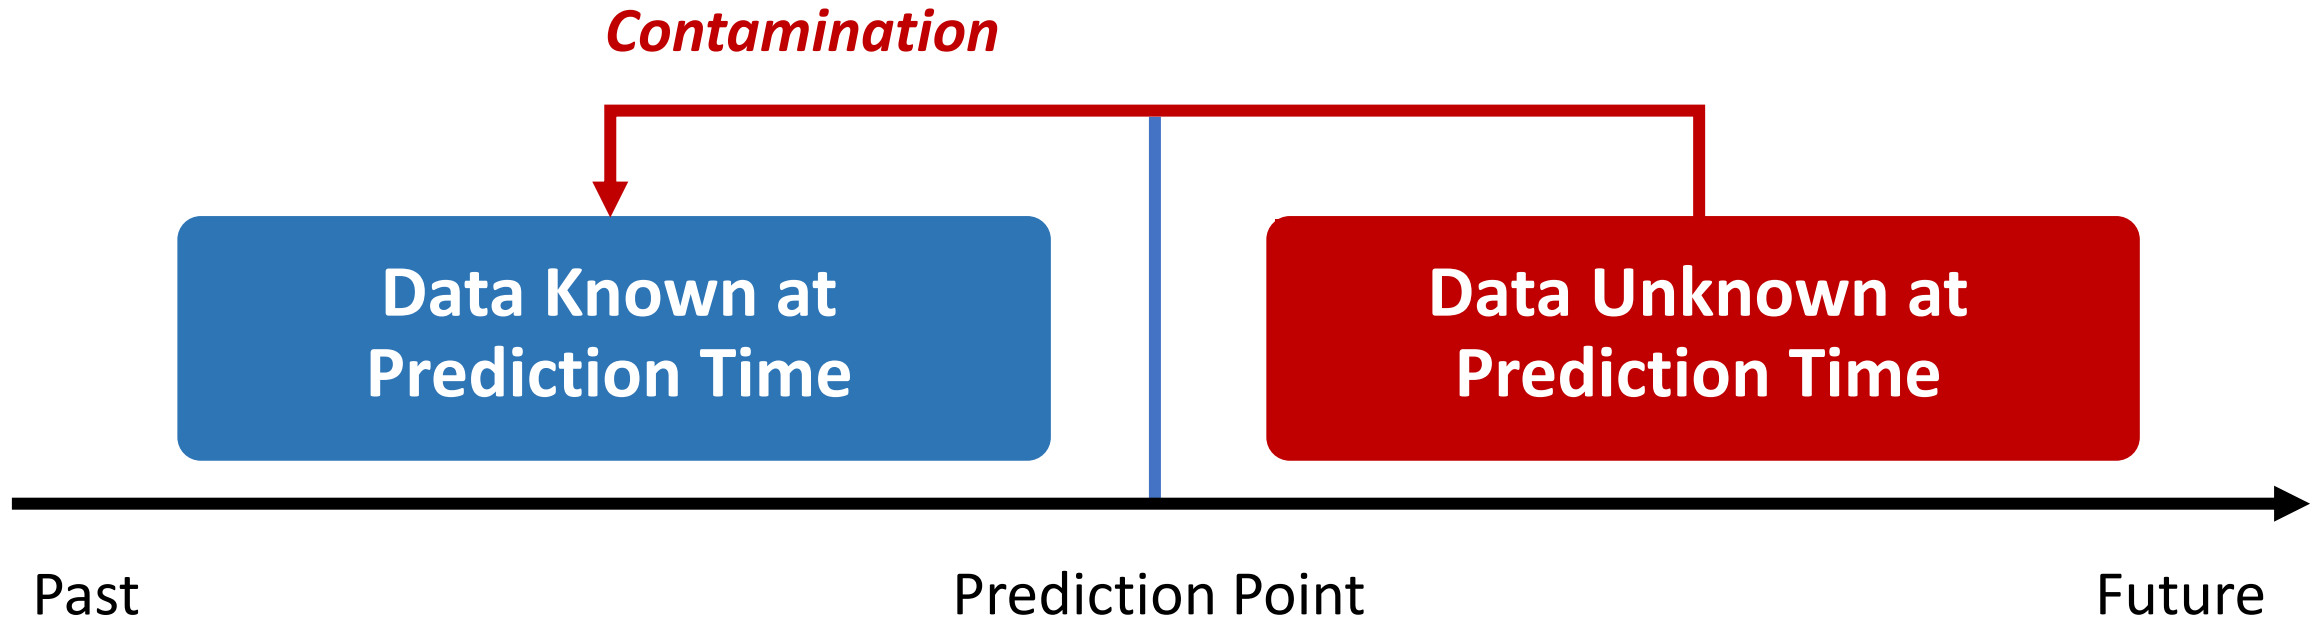 Contamination
Data Known at
Prediction Time
Data Unknown at
Prediction Time
Past
Prediction Point
Future